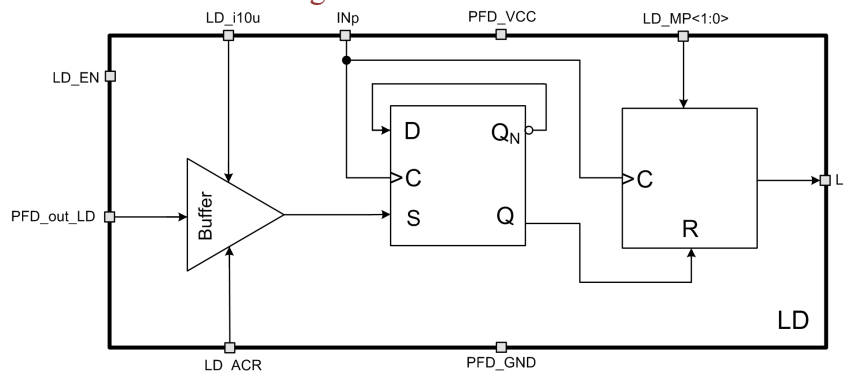 LD_i10u
INp
PFD_VCC
LD_MP<1:0>
LD_EN
D
QN
C
C
Buffer
S
Q
R
PFD_out_LD
L
LD
LD_ACR
PFD_GND